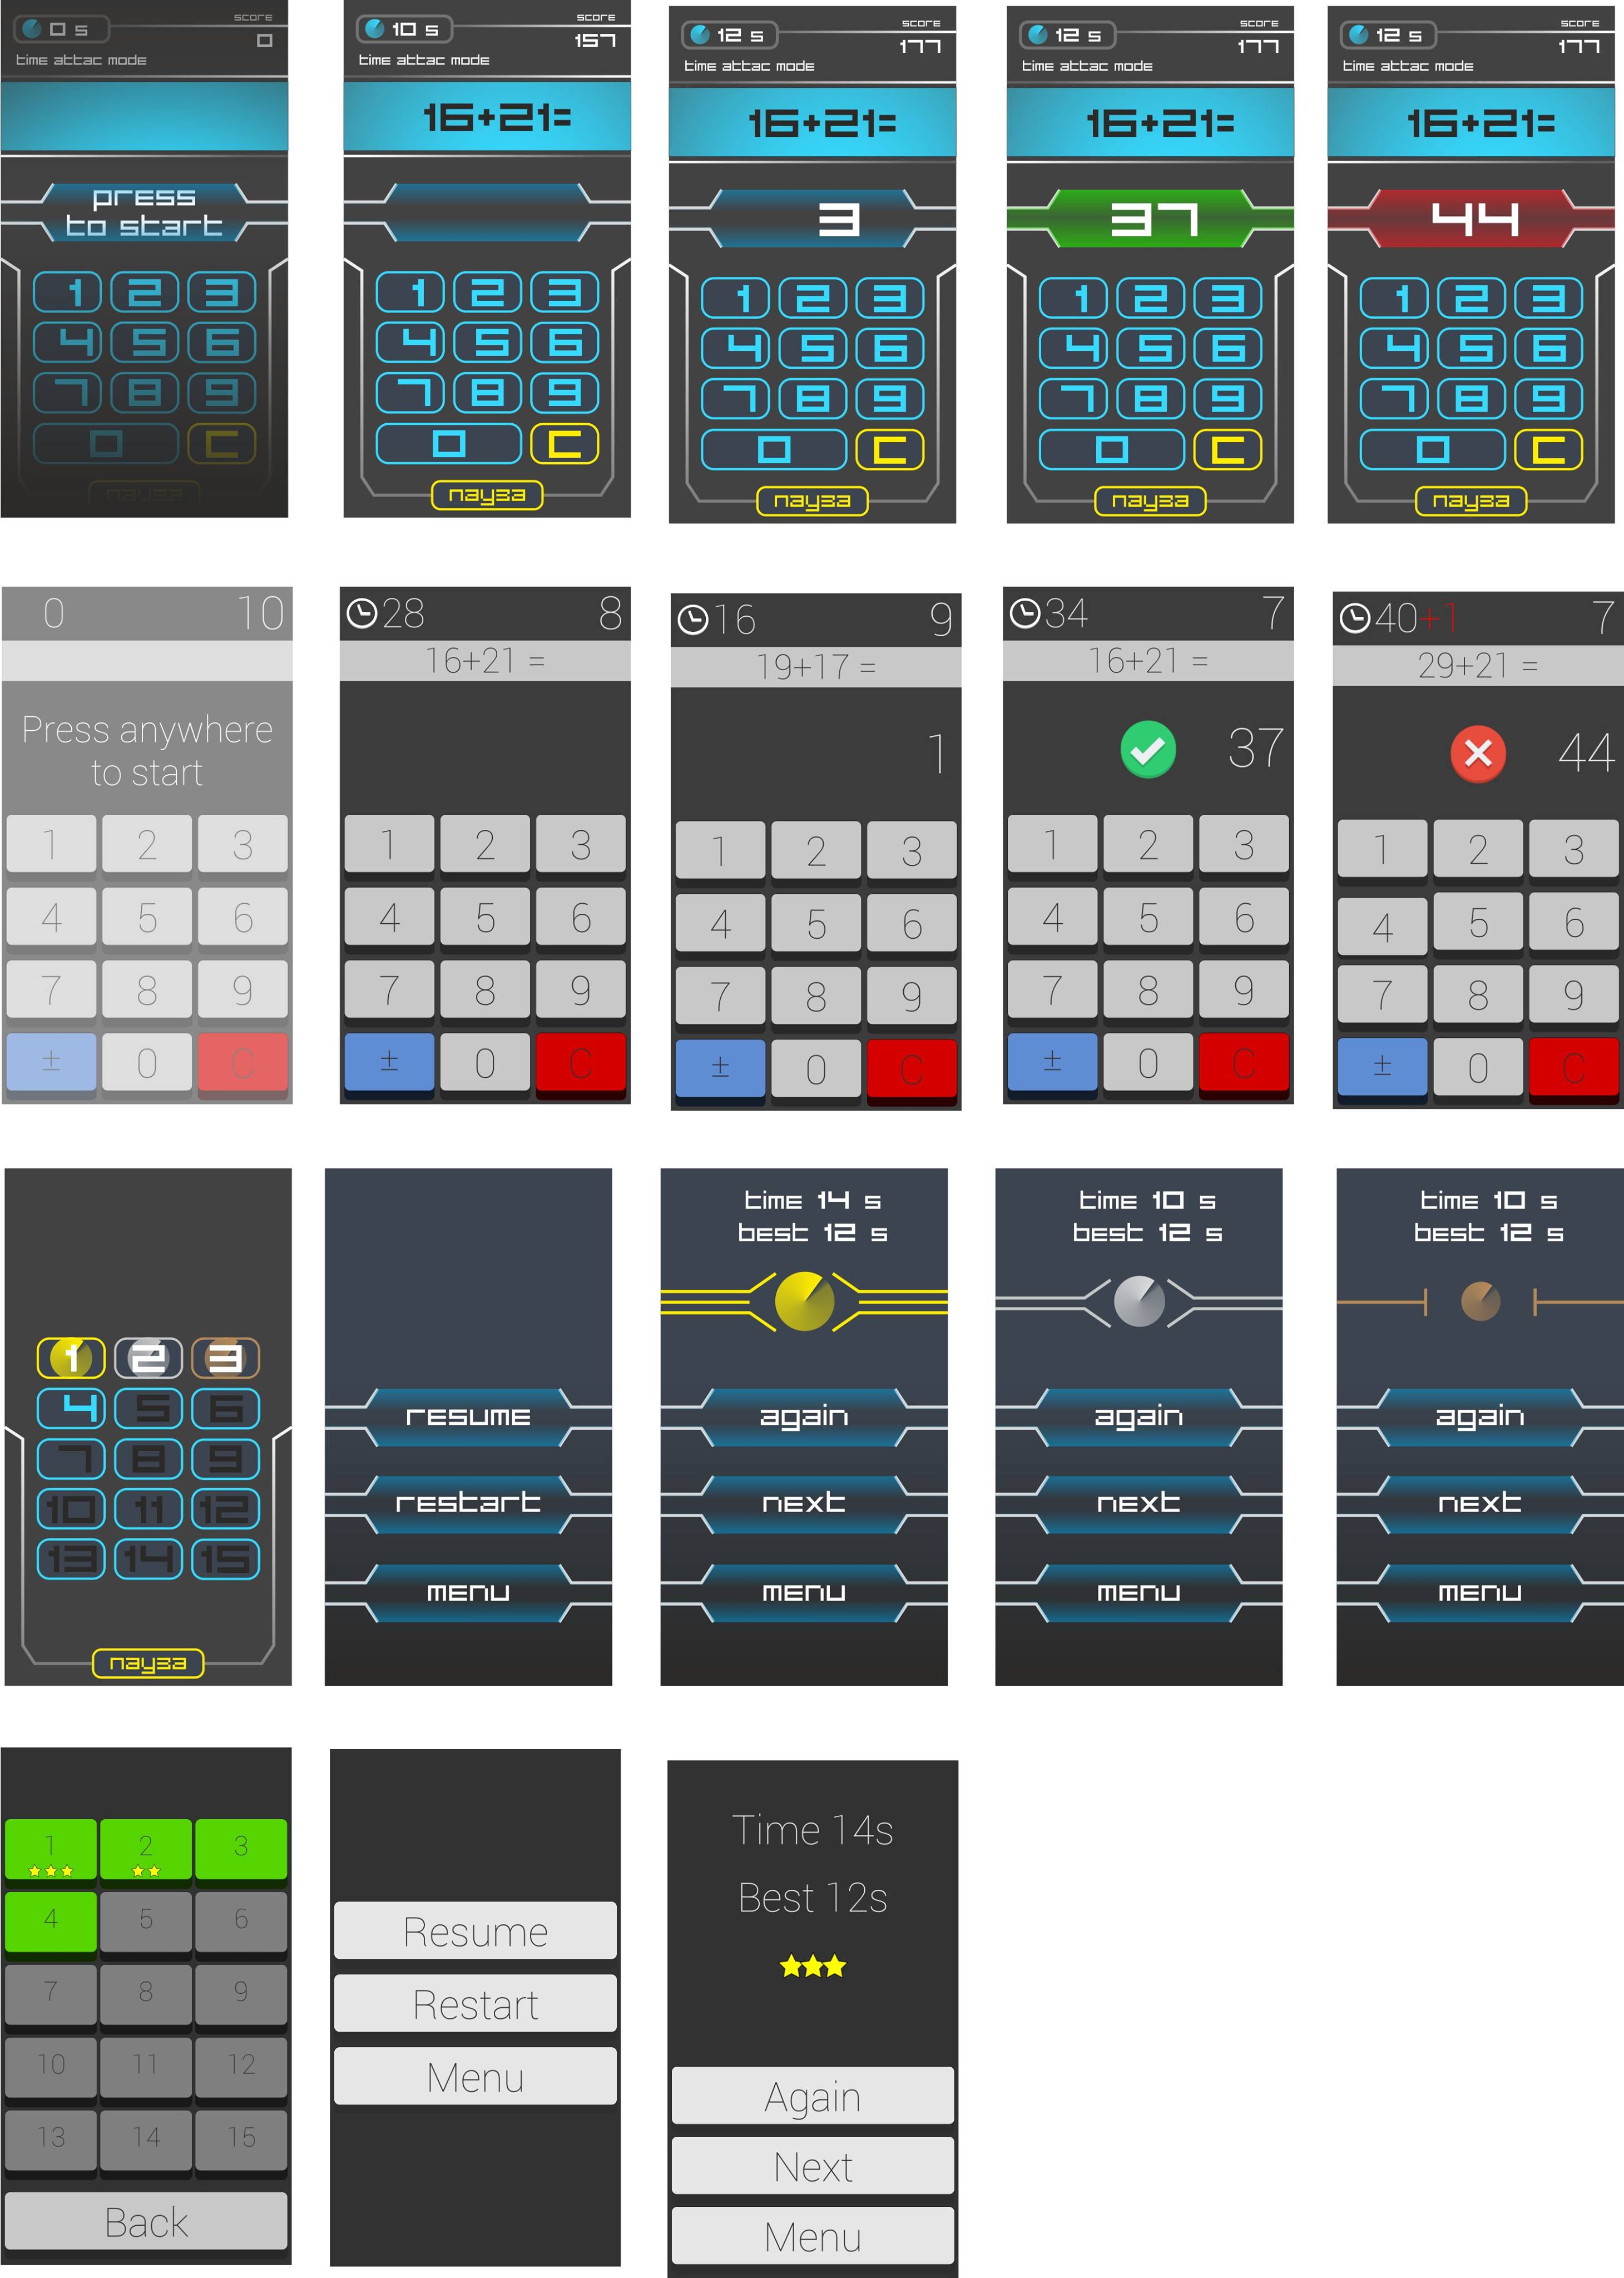 0 s
score
0
time attac mode
press
to start
1 2 3
4 5 6
7 8 9
0 C
пауза
10 s
score
157
time attac mode
16+21=
1 2 3
4 5 6
7 8 9
0 C
пауза
12 s
score
177
time attac mode
16+21=
3
1 2 3
4 5 6
7 8 9
0 C
пауза
12 s
score
177
time attac mode
16+21=
37
1 2 3
4 5 6
7 8 9
0 C
пауза
12 s
score
177
time attac mode
16+21=
44
1 2 3
4 5 6
7 8 9
0 C
пауза
0 10
Press anywhere
to start
1 2 3
4 5 6
7 8 9
± 0 C
28 8
16+21 =
1 2 3
4 5 6
7 8 9
± 0 C
16 9
19+17 =
1
1 2 3
4 5 6
7 8 9
± 0 C
34 7
16+21 =
37
1 2 3
4 5 6
7 8 9
± 0 C
40+1 7
29+21 =
44
1 2 3
4 5 6
7 8 9
± 0 C
1 2 3
4 5 6
7 8 9
10 11 12
13 14 15
пауза
resume
restart
menu
time 14 s
best 12 s
again
next
menu
time 10 s
best 12 s
again
next
menu
time 10 s
best 12 s
again
next
menu
1 2 3
4 5 6
7 8 9
10 11 12
13 14 15
Back
Resume
Restart
Menu
Time 14s
Best 12s
Again
Next
Menu